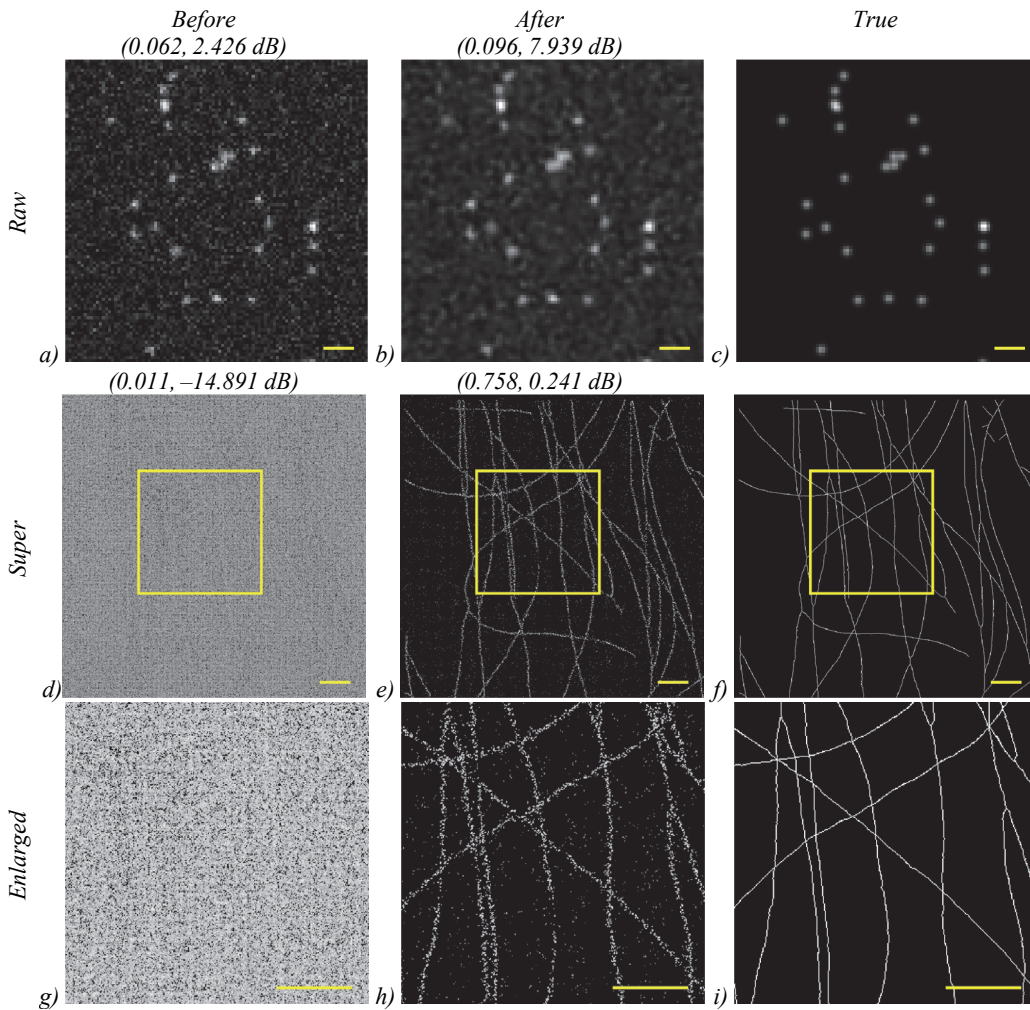 Before
After
True
(0.062, 2.426 dB)
(0.096, 7.939 dB)
Raw
a)
b)
c)
(0.011, –14.891 dB)
(0.758, 0.241 dB)
Super
d)
e)
f)
Enlarged
g)
h)
i)